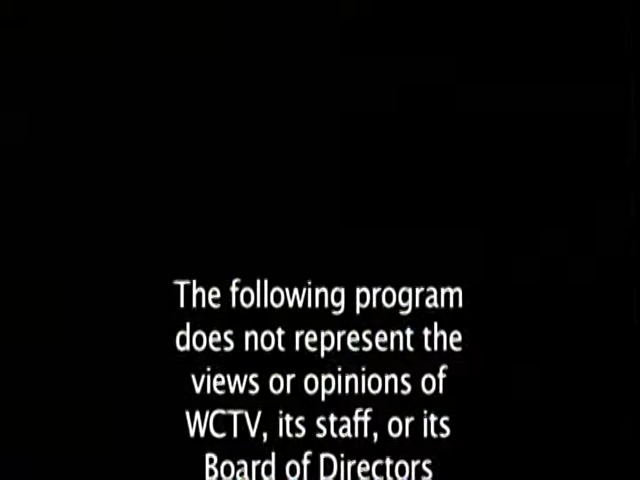 The following program
does not represent the
views or opinions of
WCTV, its staff, or its
Board of Directors